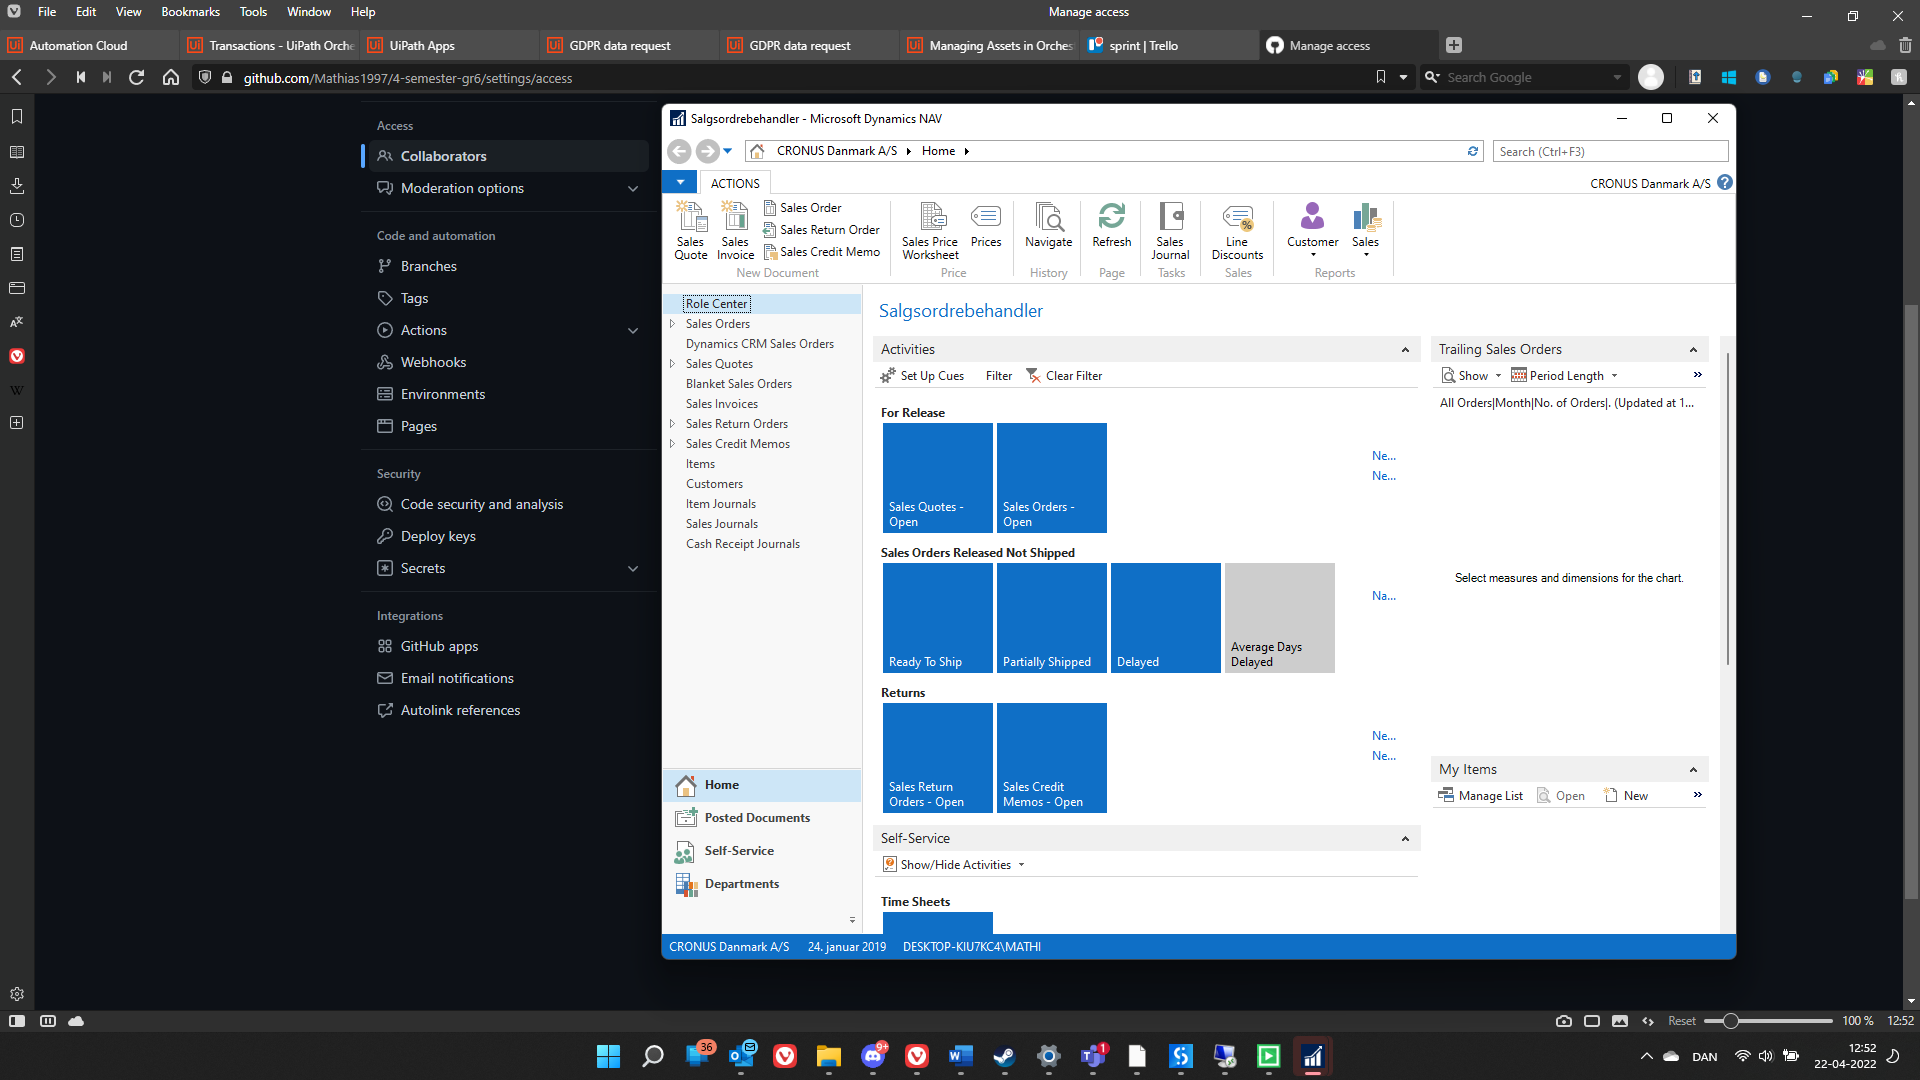 File Edit View Bookmarks Tools Window Help
Manage access
Automation Cloud
Transactions - UiPath Orche
UiPath Apps
GDPR data request
GDPR data request
Managing Assets in Orches
sprint | Trello
Manage access
github.com/Mathias1997/4-semester-gr6/settings/access
Search Google
Access
Collaborators
Moderation options
Code and automation
Branches
Tags
Actions
Webhooks
Environments
Pages
Security
Code security and analysis
Deploy keys
Secrets
Integrations
GitHub apps
Email notifications
Autolink references
Salgsordrebehandler - Microsoft Dynamics NAV
CRONUS Danmark A/S Home
Search (Ctrl+F3)
ACTIONS
CRONUS Danmark A/S
Sales Quote
Sales Invoice
Sales Order
Sales Return Order
Sales Credit Memo
New Document
Sales Price Worksheet
Prices
Price
Navigate
History
Refresh
Page
Sales Journal
Tasks
Line Discounts
Sales
Customer
Sales
Reports
Role Center
Sales Orders
Dynamics CRM Sales Orders
Sales Quotes
Blanket Sales Orders
Sales Invoices
Sales Return Orders
Sales Credit Memos
Items
Customers
Item Journals
Sales Journals
Cash Receipt Journals
Home
Posted Documents
Self-Service
Departments
Salgsordrebehandler
Activities
Set Up Cues Filter Clear Filter
For Release
Sales Quotes - Open
Sales Orders - Open
Ne...
Ne...
Sales Orders Released Not Shipped
Ready To Ship
Partially Shipped
Delayed
Average Days Delayed
Na...
Returns
Sales Return Orders - Open
Sales Credit Memos - Open
Ne...
Ne...
Self-Service
Show/Hide Activities
Time Sheets
Trailing Sales Orders
Show Period Length
All Orders|Month|No. of Orders|. (Updated at 1...
Select measures and dimensions for the chart.
My Items
Manage List Open New
CRONUS Danmark A/S 24. januar 2019 DESKTOP-KIU7KC4\MATHI
Reset 100 % 12:52
36
9+
1
DAN
12:52
22-04-2022